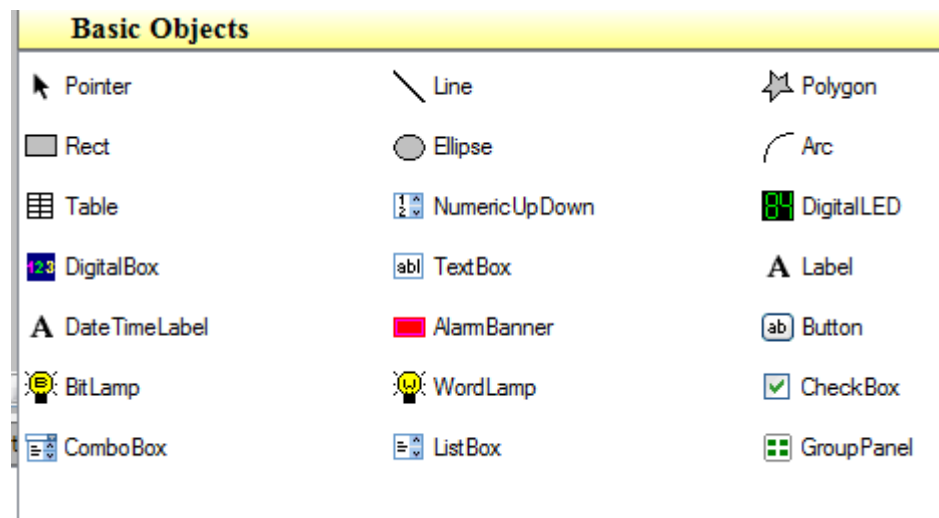 Basic Objects
Pointer Line Polygon
Rect Ellipse Arc
Table NumericUpDown DigitalLED
DigitalBox TextBox Label
DateTimeLabel AlarmBanner Button
BitLamp WordLamp CheckBox
ComboBox ListBox GroupPanel